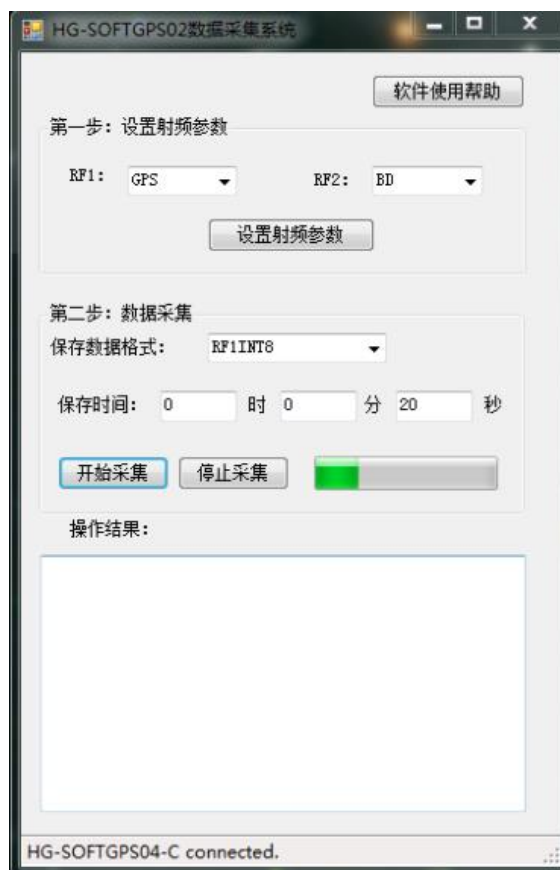 HG-SOFTGPS02数据采集系统
软件使用帮助
第一步：设置射频参数
RF1： GPS RF2： BD
设置射频参数
第二步：数据采集
保存数据格式： RF1INT8
保存时间： 0 时 0 分 20 秒
开始采集 停止采集
操作结果：
HG-SOFTGPS04-C connected.